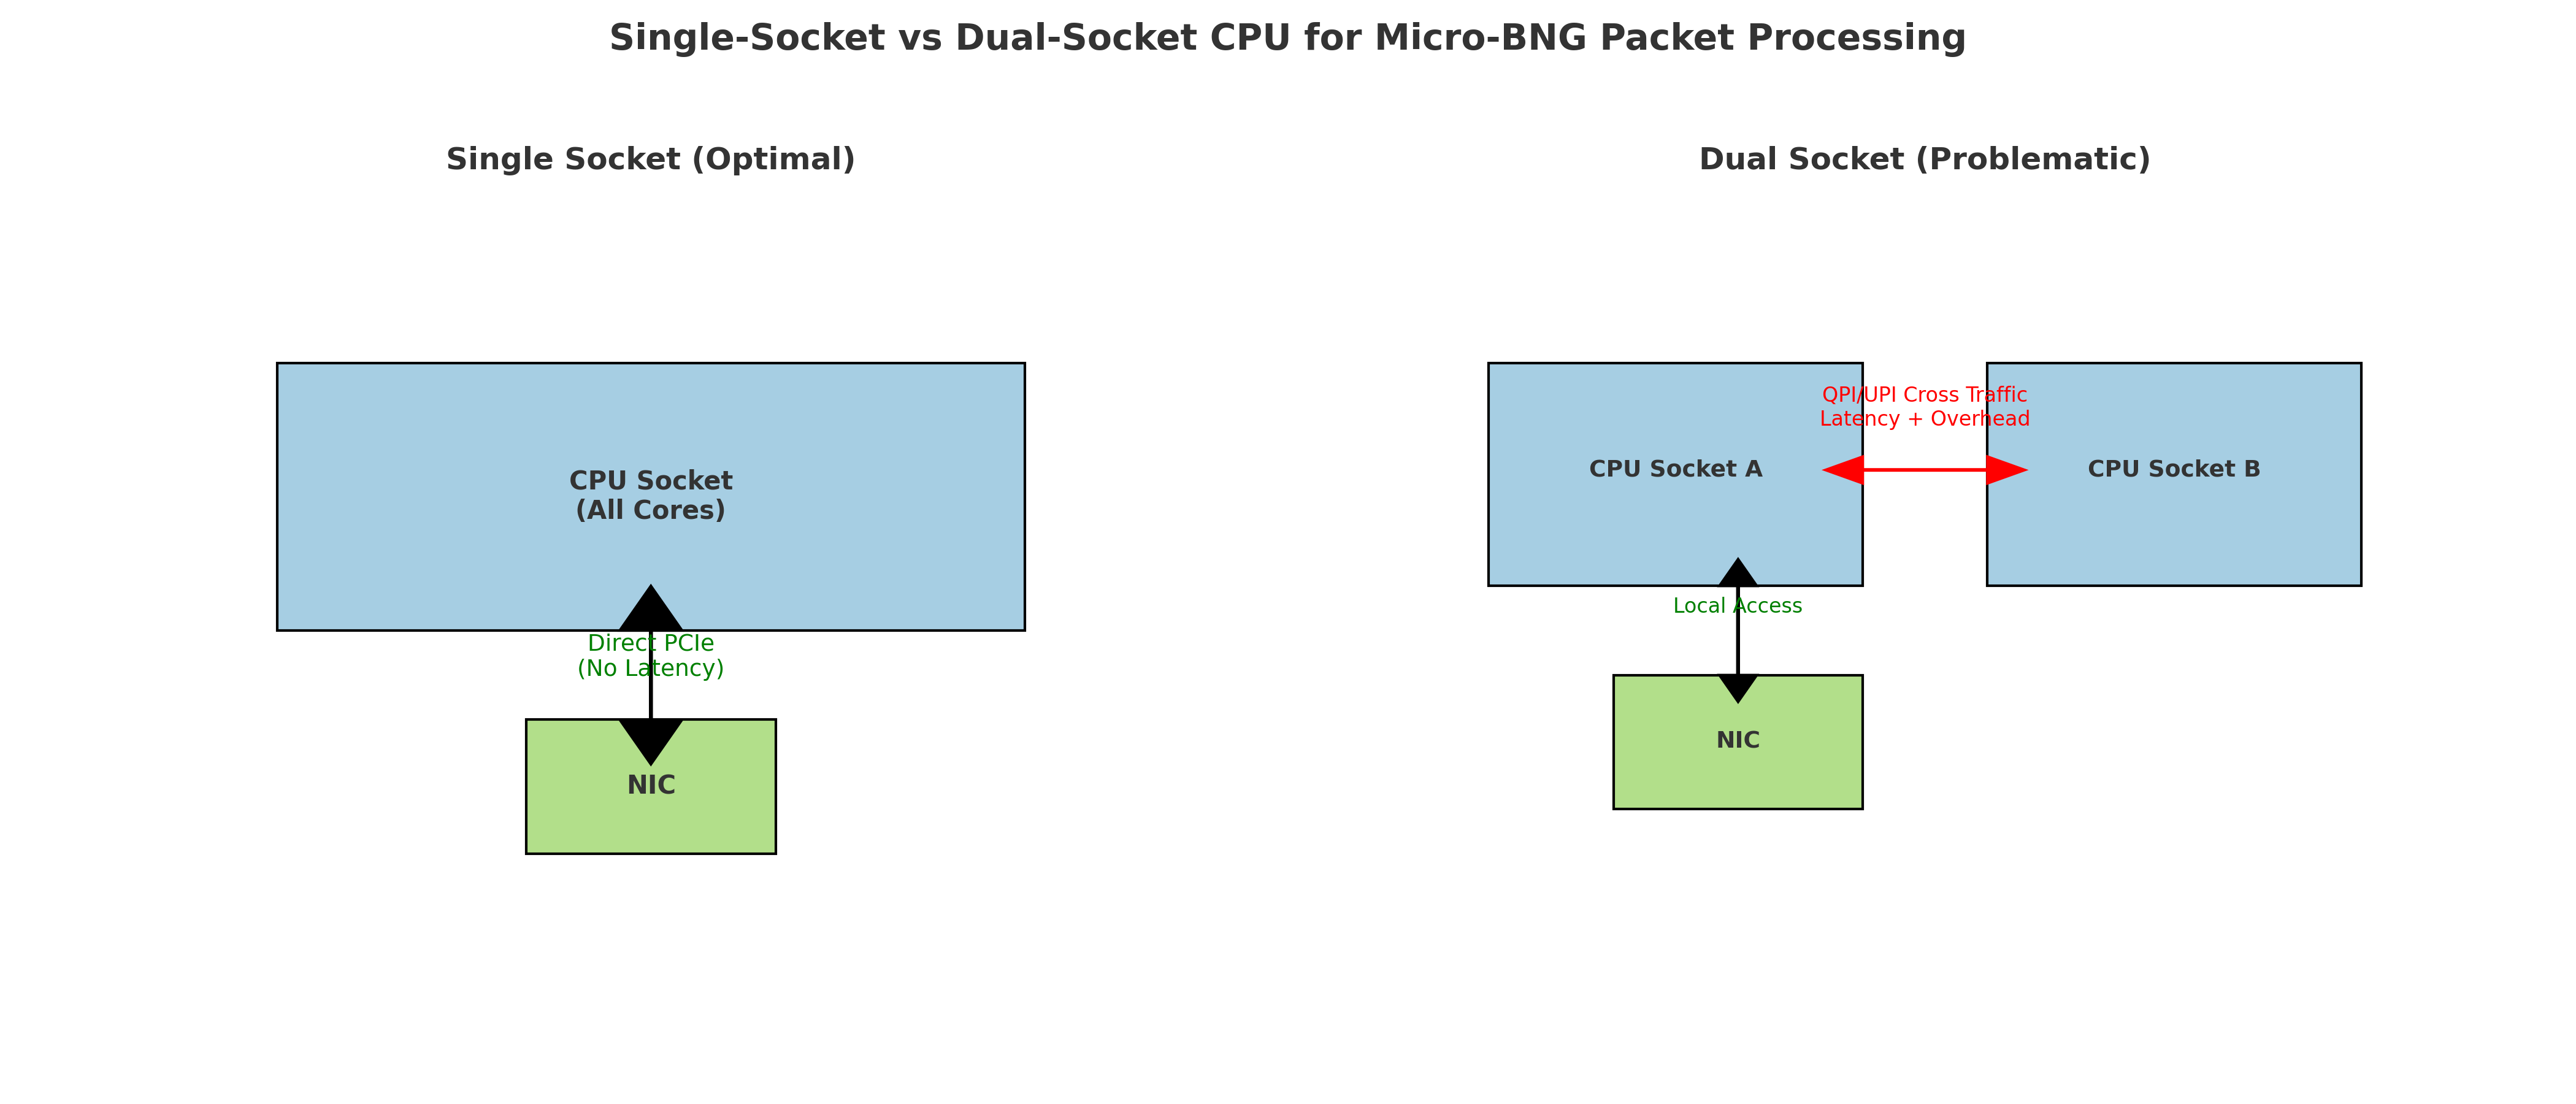 Single-Socket vs Dual-Socket CPU for Micro-BNG Packet Processing
Single Socket (Optimal)
CPU Socket
(All Cores)
Direct PCIe
(No Latency)
NIC
Dual Socket (Problematic)
QPI/UPI Cross Traffic
Latency + Overhead
CPU Socket A
CPU Socket B
Local Access
NIC